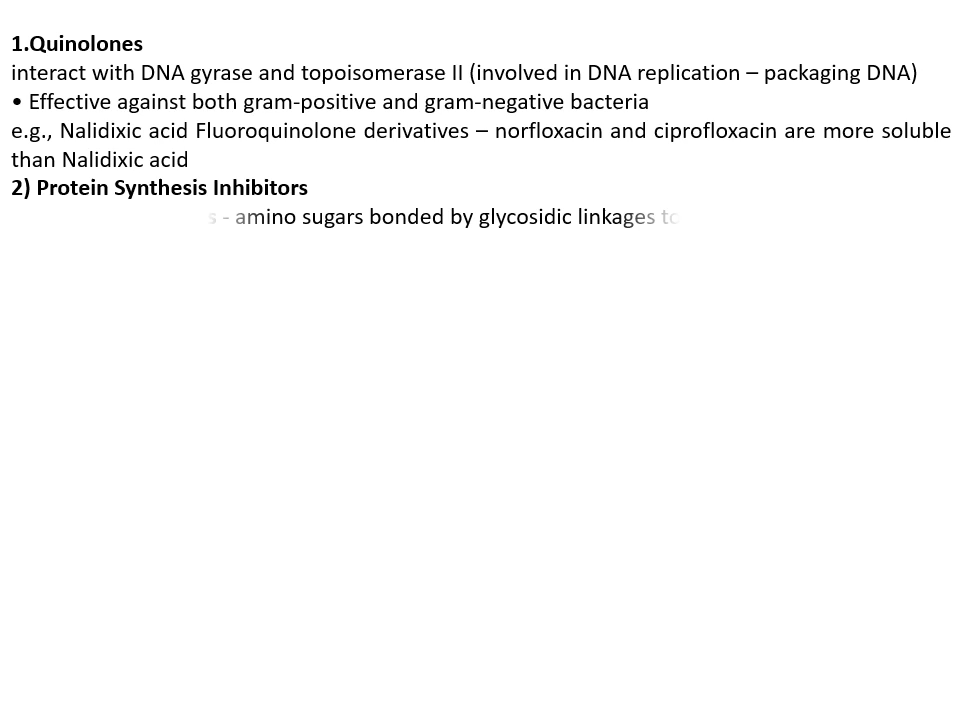 1.Quinolones
interact with DNA gyrase and topoisomerase II (involved in DNA replication – packaging DNA)
• Effective against both gram-positive and gram-negative bacteria
e.g., Nalidixic acid Fluoroquinolone derivatives – norfloxacin and ciprofloxacin are more soluble
than Nalidixic acid
2) Protein Synthesis Inhibitors
- amino sugars bonded by glycosidic linkages